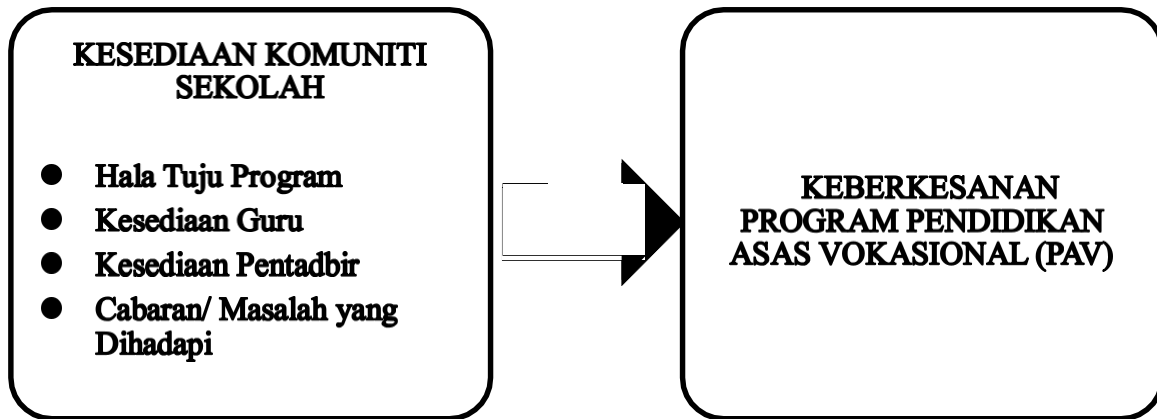 KESEDIAAN KOMUNITI
SEKOLAH
● Hala Tuju Program
● Kesediaan Guru
● Kesediaan Pentadbir
● Cabaran/ Masalah yang
Dihadapi
KEBERKESANAN
PROGRAM PENDIDIKAN
ASAS VOKASIONAL (PAV)